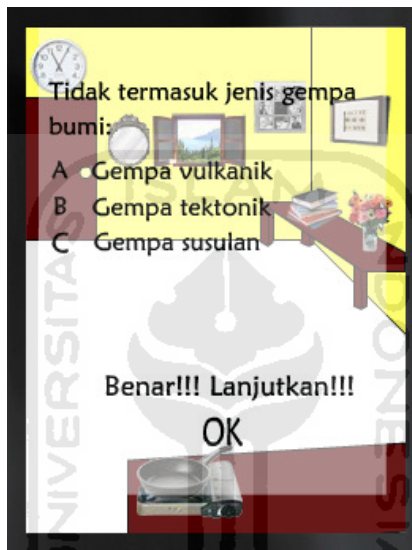 Tidak termasuk jenis gempa
bumi:
A Gempa vulkanik
B Gempa tektonik
C Gempa susulan
Benar!!! Lanjutkan!!!
OK